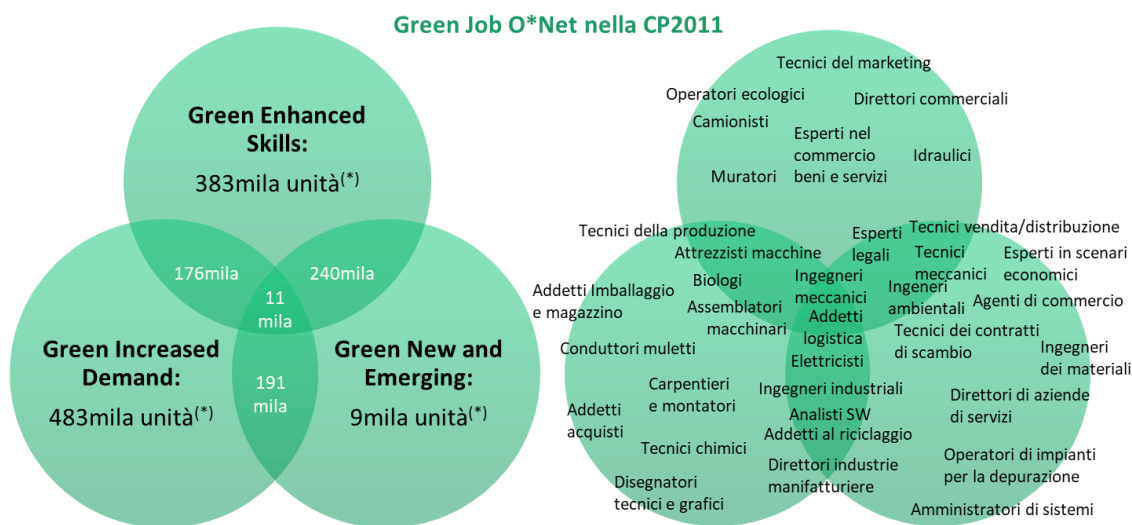 Green Job O*Net nella CP2011
Green Enhanced
Skills:
383mila unità(*)
176mila
240mila
11
mila
Green Increased
Demand:
483mila unità(*)
191
mila
Green New and
Emerging:
9mila unità(*)
Tecnici del marketing
Operatori ecologici
Direttori commerciali
Camionisti
Esperti nel
commercio
beni e servizi
Idraulici
Muratori
Tecnici della produzione
Esperti
legali
Tecnici vendita/distribuzione
Attrezzisti macchine
Tecnici
meccanici
Esperti in scenari
economici
Addetti Imballaggio
e magazzino
Biologi
Ingegneri
meccanici
Ingeneri
ambientali
Agenti di commercio
Assemblatori
macchinari
Addetti
logistica
Tecnici dei contratti
di scambio
Conduttori muletti
Elettricisti
Ingegneri
dei materiali
Carpentieri
e montatori
Ingegneri industriali
Direttori di aziende
di servizi
Addetti
acquisti
Analisti SW
Addetti al riciclaggio
Tecnici chimici
Direttori industrie
manifatturiere
Operatori di impianti
per la depurazione
Disegnatori
tecnici e grafici
Amministratori di sistemi